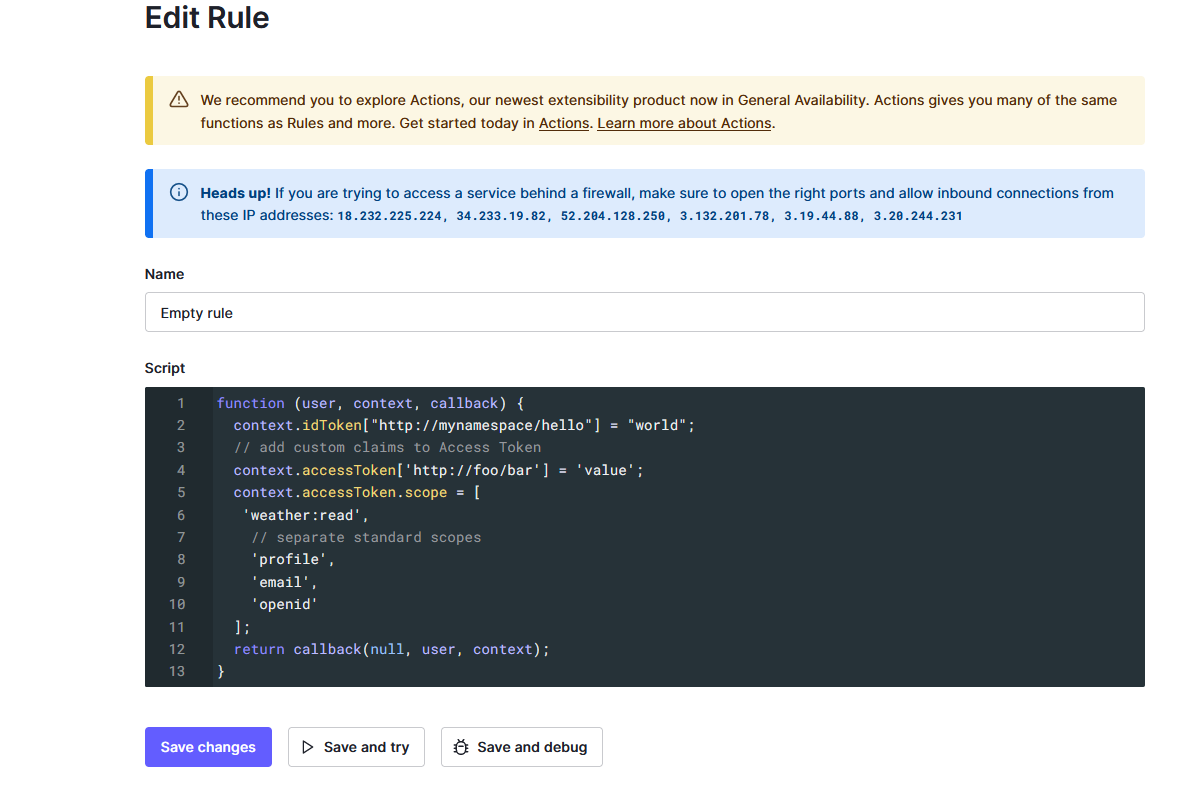 Edit Rule
We recommend you to explore Actions, our newest extensibility product now in General Availability. Actions gives you many of the same
functions as Rules and more. Get started today in Actions. Learn more about Actions.
Heads up! If you are trying to access a service behind a firewall, make sure to open the right ports and allow inbound connections from
these IP addresses: 18.232.225.224, 34.233.19.82, 52.204.128.250, 3.132.201.78, 3.19.44.88, 3.20.244.231
Name
Empty rule
Script
1 function (user, context, callback) {
2   context.idToken["http://mynamespace/hello"] = "world";
3   // add custom claims to Access Token
4   context.accessToken['http://foo/bar'] = 'value';
5   context.accessToken.scope = [
6    'weather:read',
7     // separate standard scopes
8     'profile',
9     'email',
10     'openid'
11   ];
12   return callback(null, user, context);
13 }
Save changes Save and try Save and debug